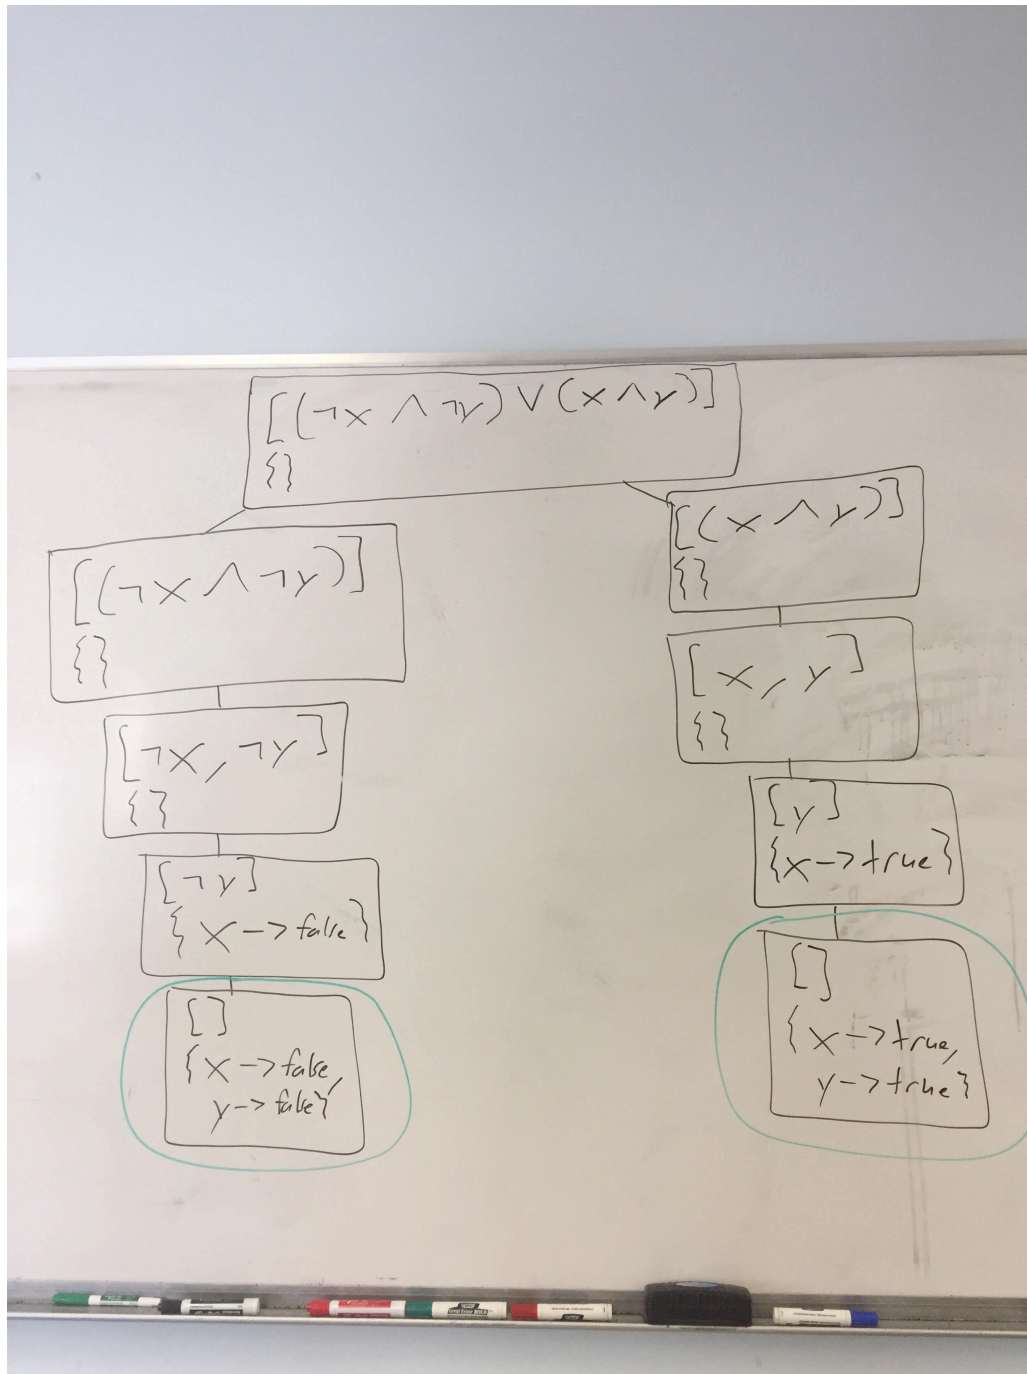 [(¬x ∧ ¬y) ∨ (x ∧ y)]
{}
[(¬x ∧ ¬y)]
{}
[¬x, ¬y]
{}
[¬y]
{x -> false}
[]
{x -> false,
y -> false}
[(x ∧ y)]
{}
[x, y]
{}
[y]
{x -> true}
[]
{x -> true,
y -> true}